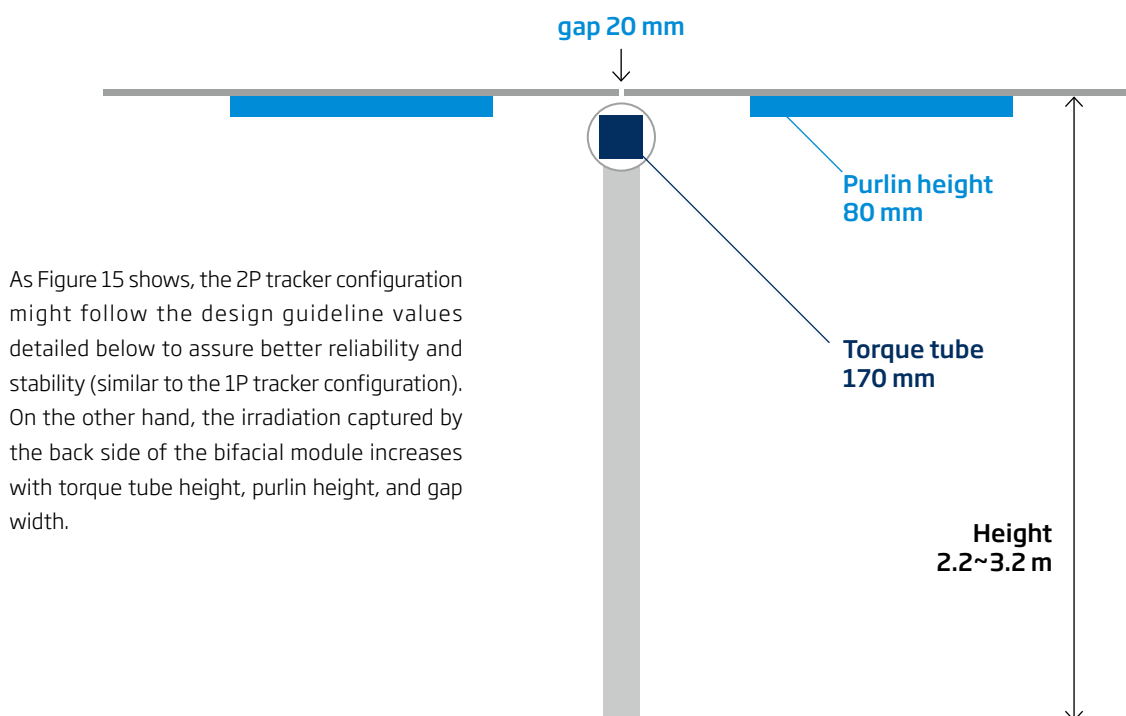 gap 20 mm
Purlin height
80 mm
As Figure 15 shows, the 2P tracker configuration
might follow the design guideline values
detailed below to assure better reliability and
stability (similar to the 1P tracker configuration).
On the other hand, the irradiation captured by
the back side of the bifacial module increases
with torque tube height, purlin height, and gap
width.
Torque tube
170 mm
Height
2.2~3.2 m